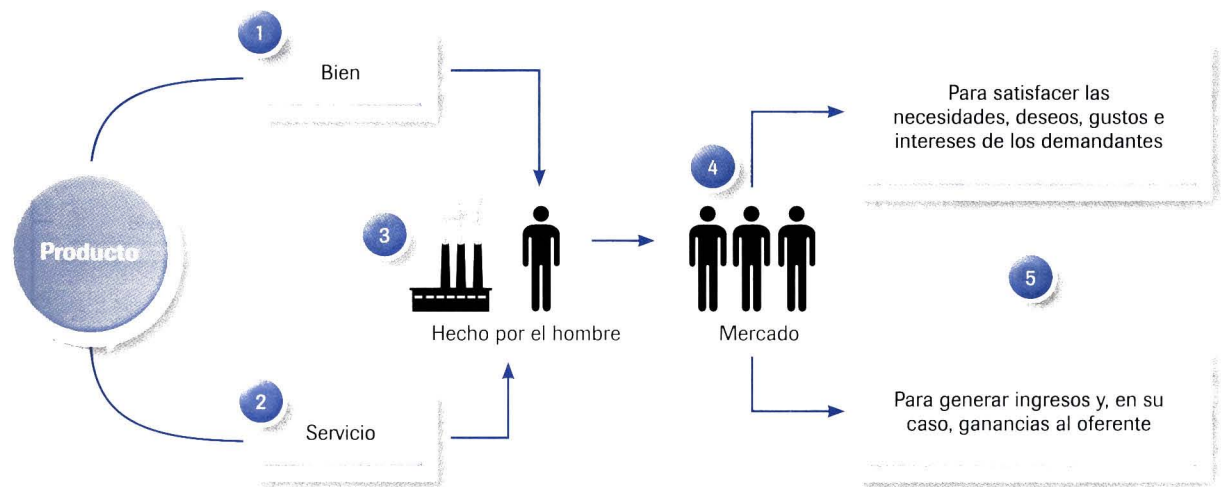 1
Bien
Producto
2
Servicio
3
Hecho por el hombre
4
Mercado
Para satisfacer las
necesidades, deseos, gustos e
intereses de los demandantes
5
Para generar ingresos y, en su
caso, ganancias al oferente